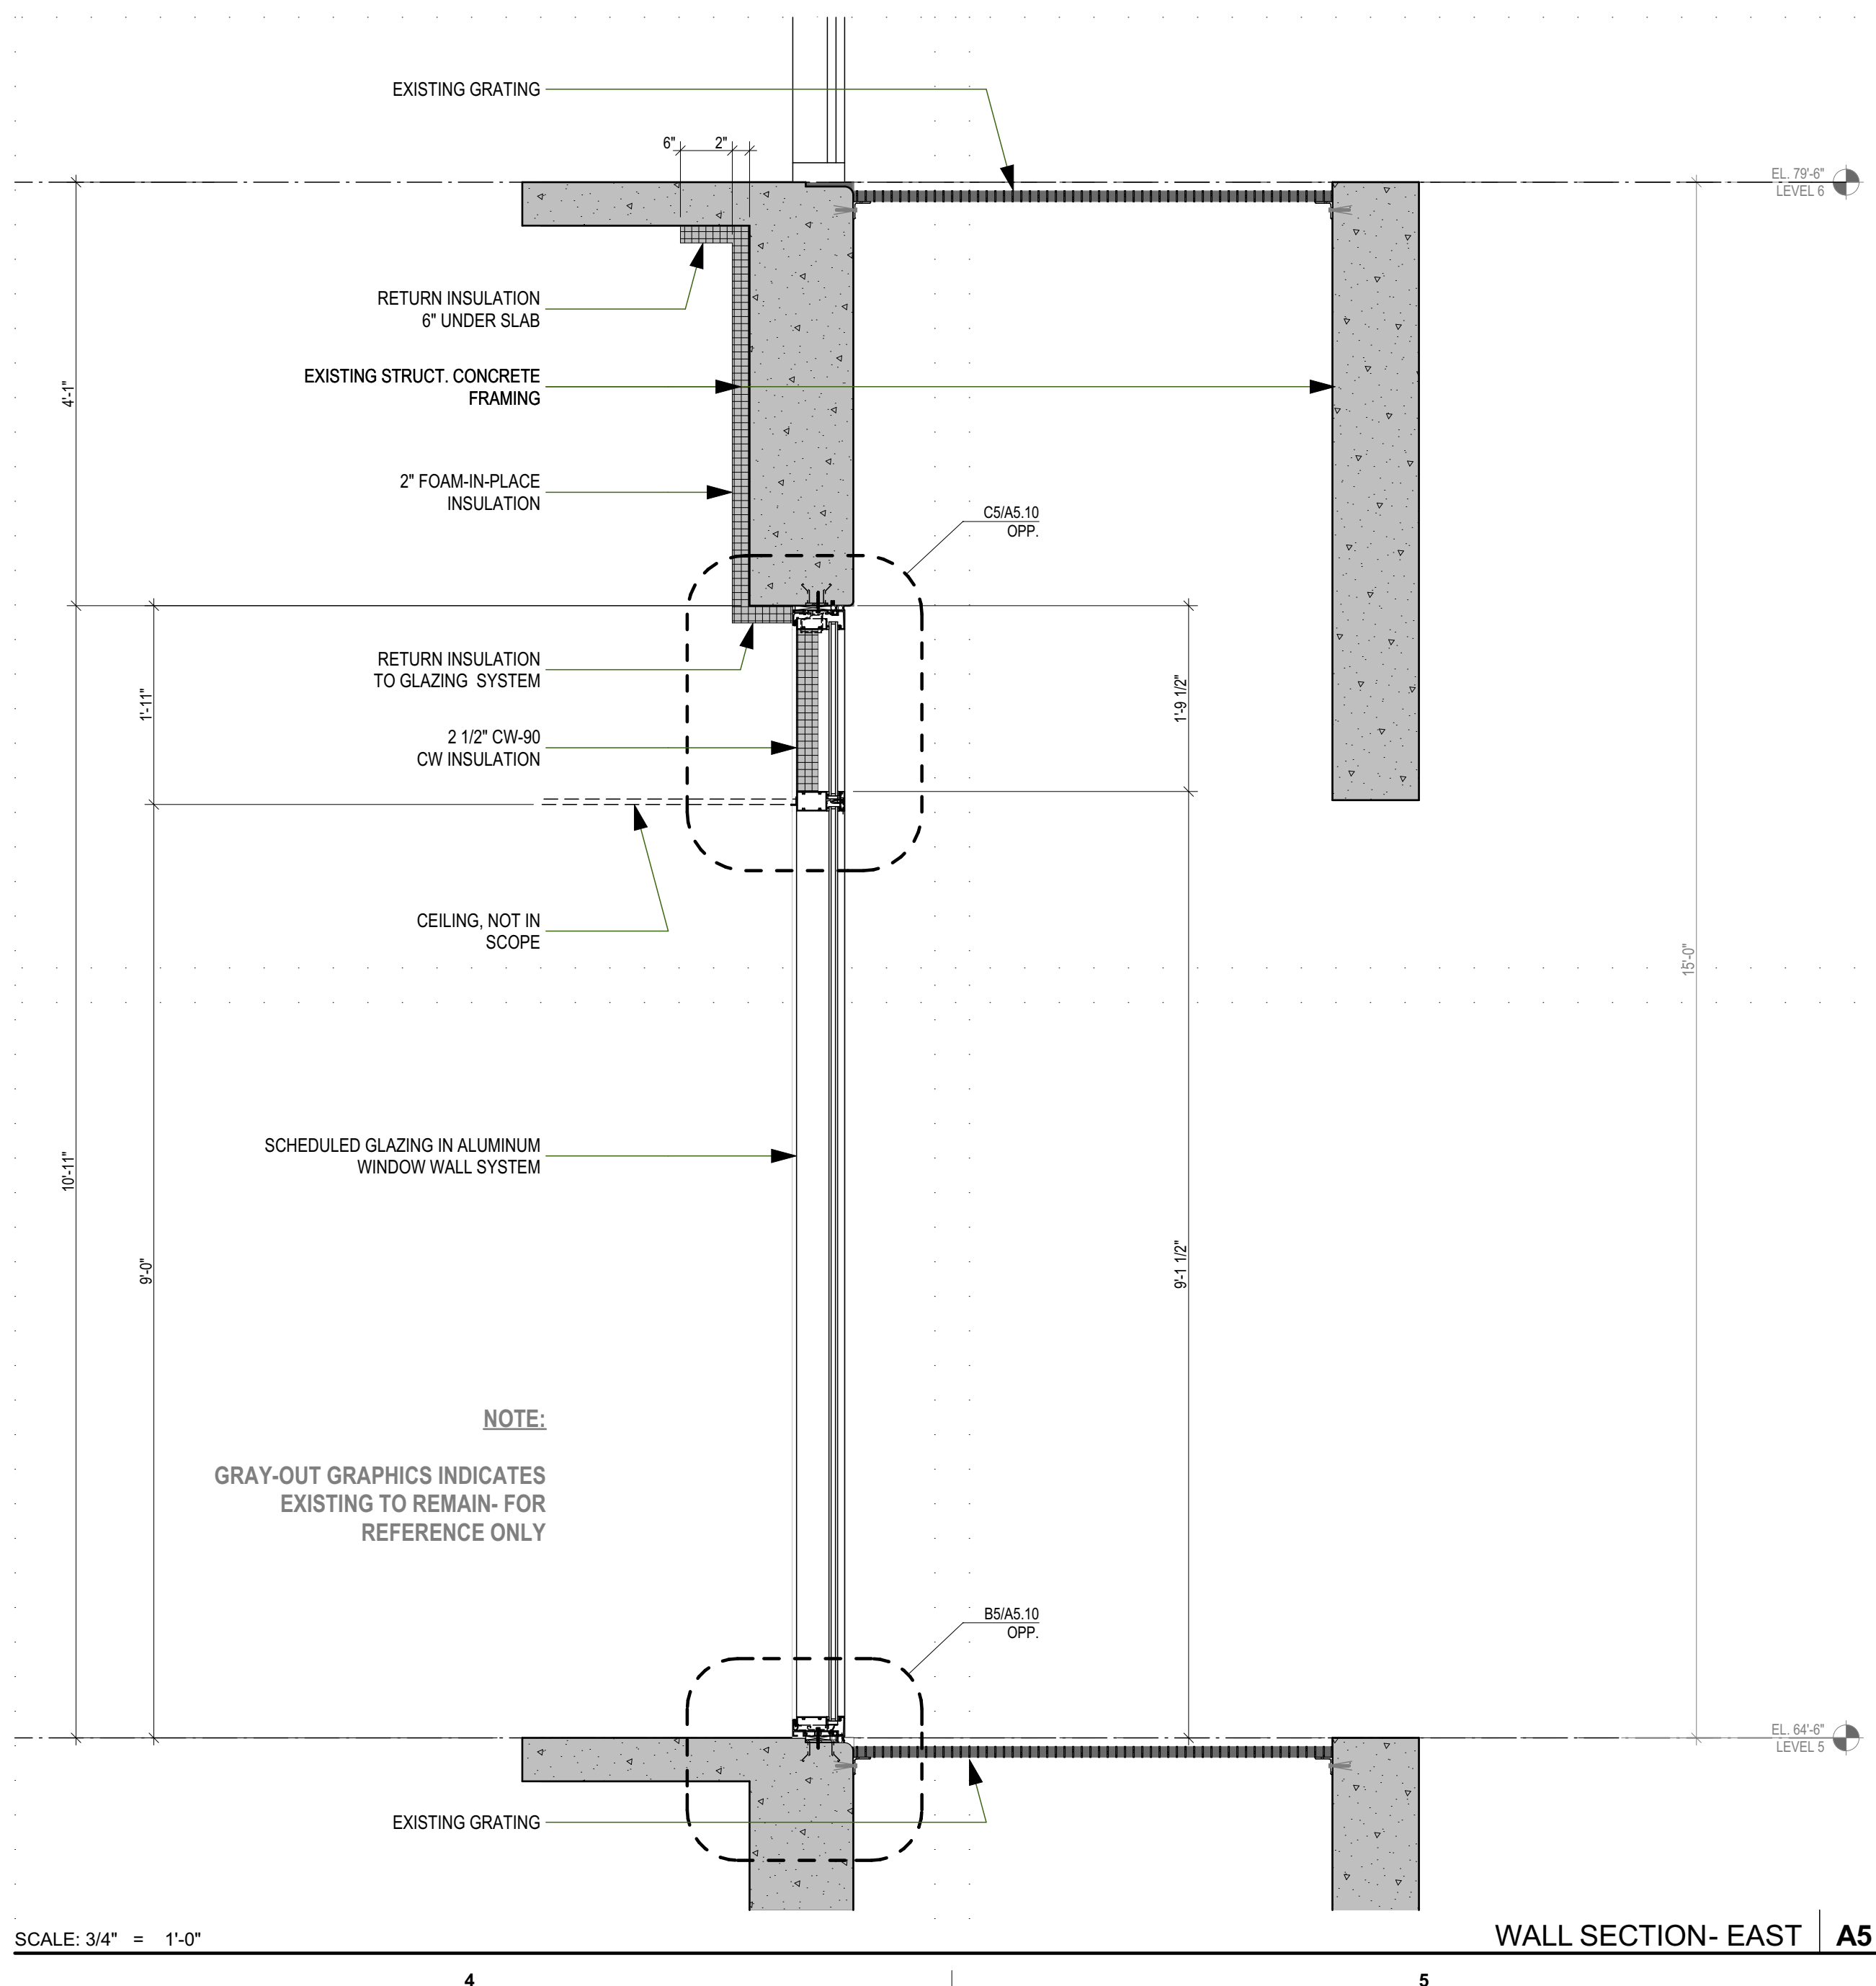 EXISTING GRATING
6"
2"
EL. 79'-6"
LEVEL 6
RETURN INSULATION
6" UNDER SLAB
EXISTING STRUCT. CONCRETE
FRAMING
4'-1"
2" FOAM-IN-PLACE
INSULATION
C5/A5.10
OPP.
RETURN INSULATION
TO GLAZING SYSTEM
1'-11"
1'-9 1/2"
2 1/2" CW-90
CW INSULATION
CEILING, NOT IN
SCOPE
15'-0"
SCHEDULED GLAZING IN ALUMINUM
WINDOW WALL SYSTEM
10'-11"
9'-0"
9'-1 1/2"
NOTE:
GRAY-OUT GRAPHICS INDICATES
EXISTING TO REMAIN- FOR
REFERENCE ONLY
B5/A5.10
OPP.
EL. 64'-6"
LEVEL 5
EXISTING GRATING
SCALE: 3/4" = 1'-0"
WALL SECTION- EAST A5
4
5